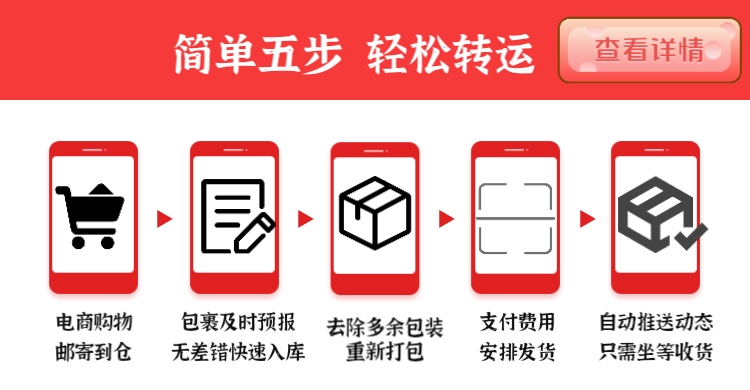 简单五步 轻松转运
查看详情
电商购物
邮寄到仓
包裹及时预报
无差错快速入库
去除多余包装
重新打包
支付费用
安排发货
自动推送动态
只需坐等收货